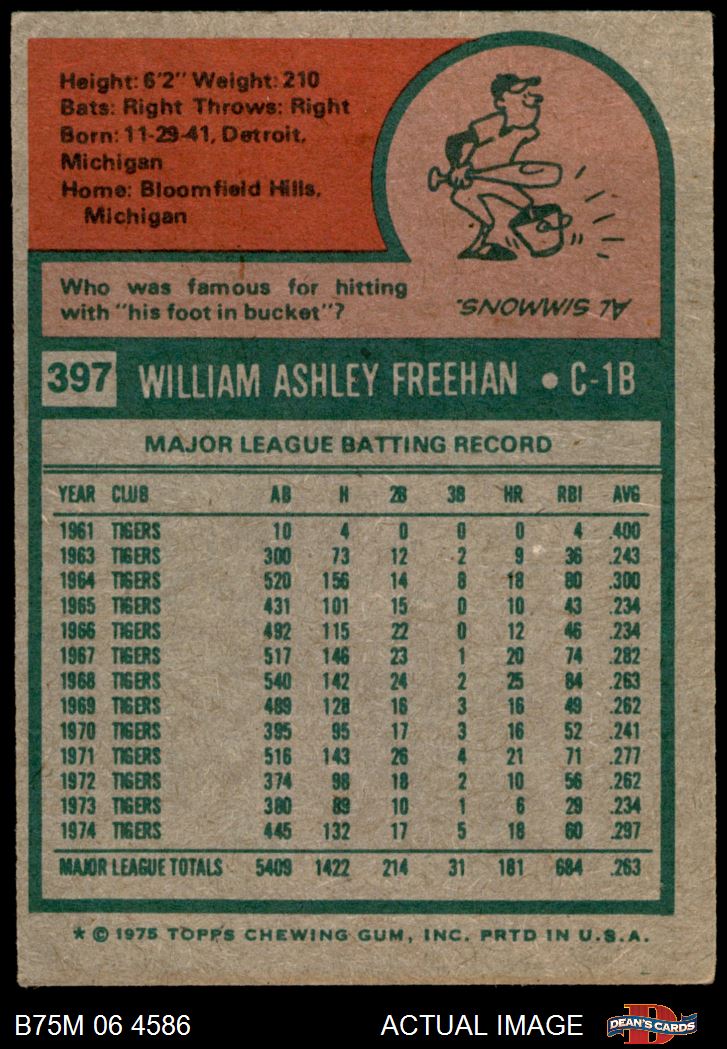 Height: 6'2" Weight: 210
Bats: Right Throws: Right
Born: 11-29-41, Detroit,
Michigan
Home: Bloomfield Hills,
Michigan
Who was famous for hitting
with "his foot in bucket"?
AL SIMMONS.
397 WILLIAM ASHLEY FREEHAN • C-1B
MAJOR LEAGUE BATTING RECORD
YEAR CLUB AB H 2B 3B HR RBI AVG
1961 TIGERS 10 4 0 0 0 4 .400
1963 TIGERS 300 73 12 2 9 36 .243
1964 TIGERS 520 156 14 8 18 80 .300
1965 TIGERS 431 101 15 0 10 43 .234
1966 TIGERS 492 115 22 0 12 46 .234
1967 TIGERS 517 146 23 1 20 74 .282
1968 TIGERS 540 142 24 2 25 84 .263
1969 TIGERS 489 128 16 3 16 49 .262
1970 TIGERS 395 95 17 3 16 52 .241
1971 TIGERS 516 143 26 4 21 71 .277
1972 TIGERS 374 98 18 2 10 56 .262
1973 TIGERS 380 89 10 1 6 29 .234
1974 TIGERS 445 132 17 5 18 60 .297
MAJOR LEAGUE TOTALS 5409 1422 214 31 181 684 .263
* © 1975 TOPPS CHEWING GUM, INC. PRTD IN U.S.A.
B75M 06 4586 ACTUAL IMAGE DEAN'S CARDS